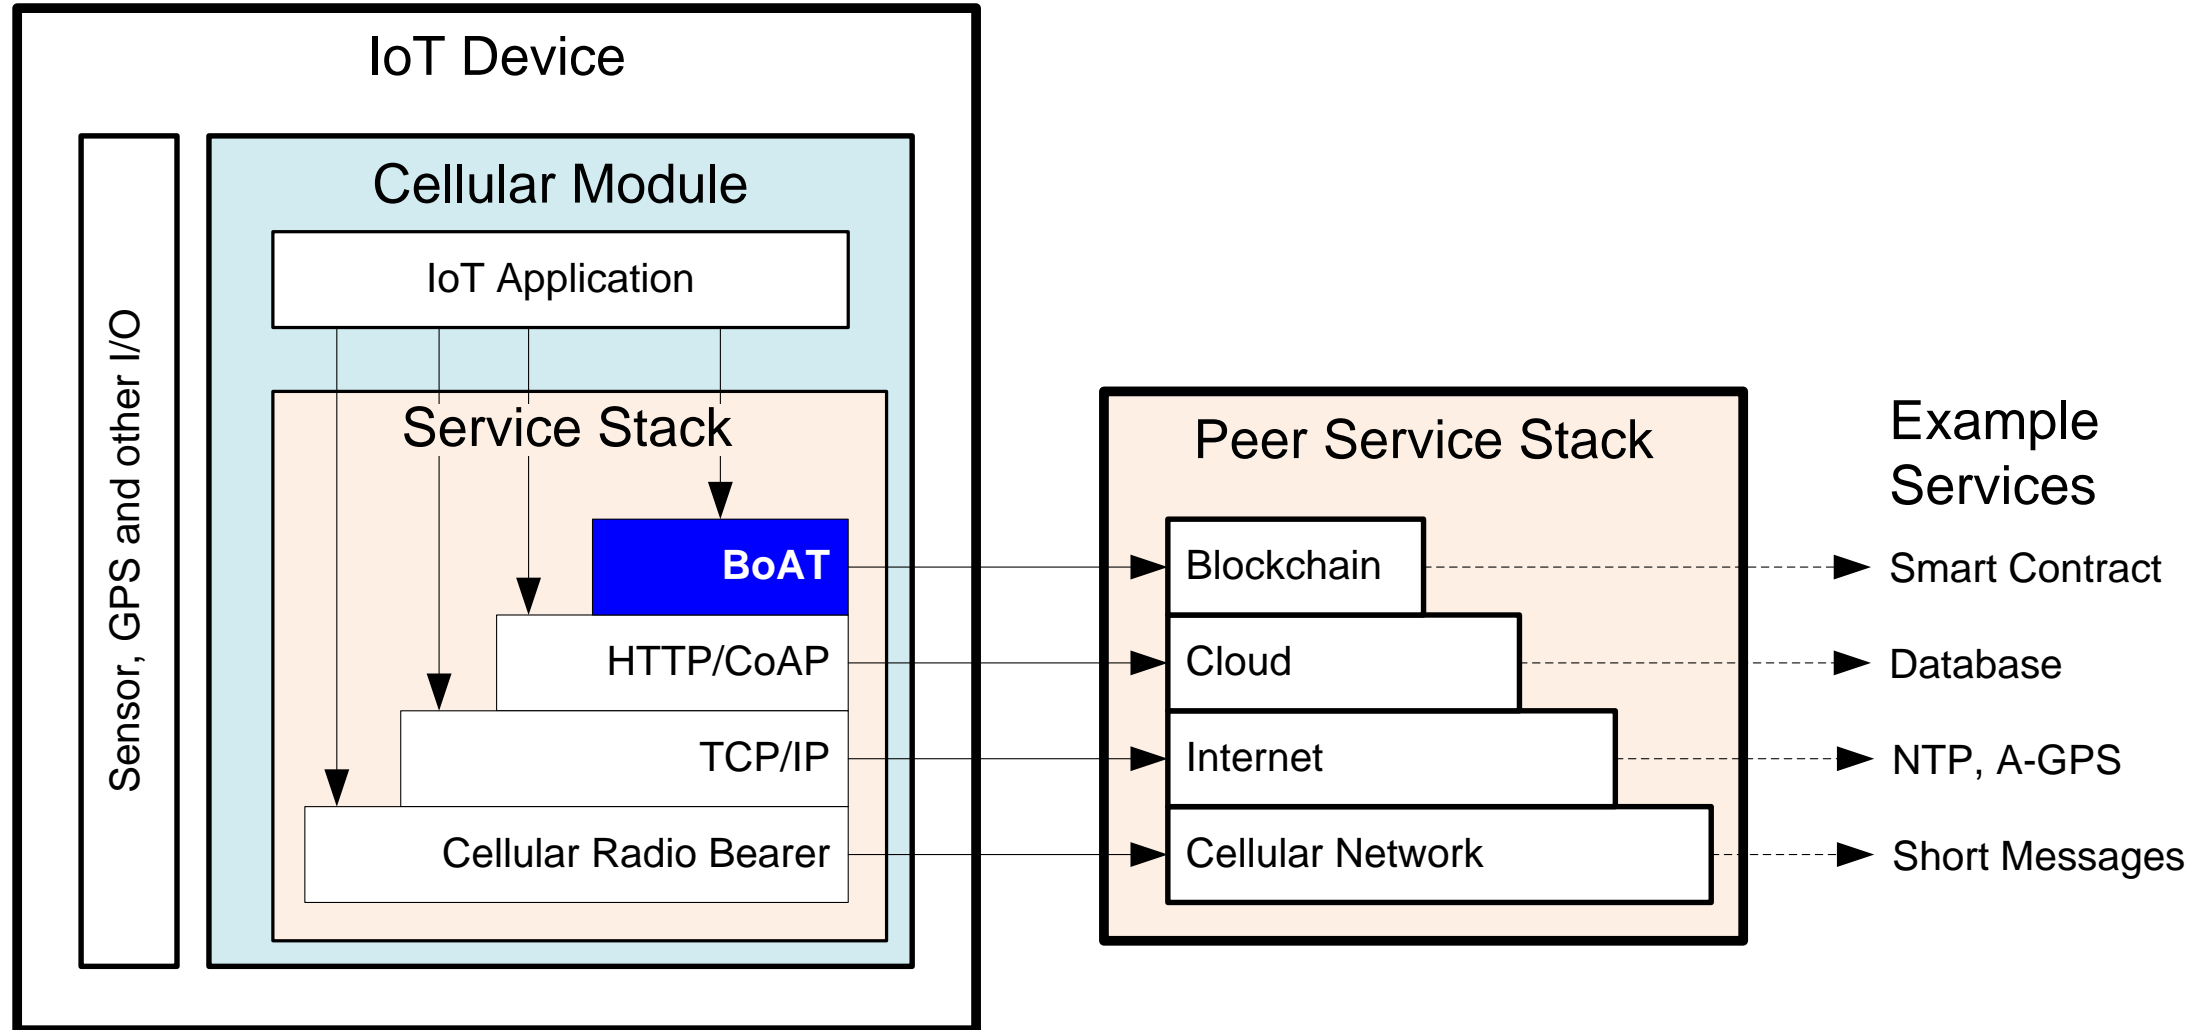 IoT Device
Sensor, GPS and other I/O
Cellular Module
IoT Application
Service Stack
BoAT
HTTP/CoAP
TCP/IP
Cellular Radio Bearer
Peer Service Stack
Blockchain
Cloud
Internet
Cellular Network
Example
Services
Smart Contract
Database
NTP, A-GPS
Short Messages